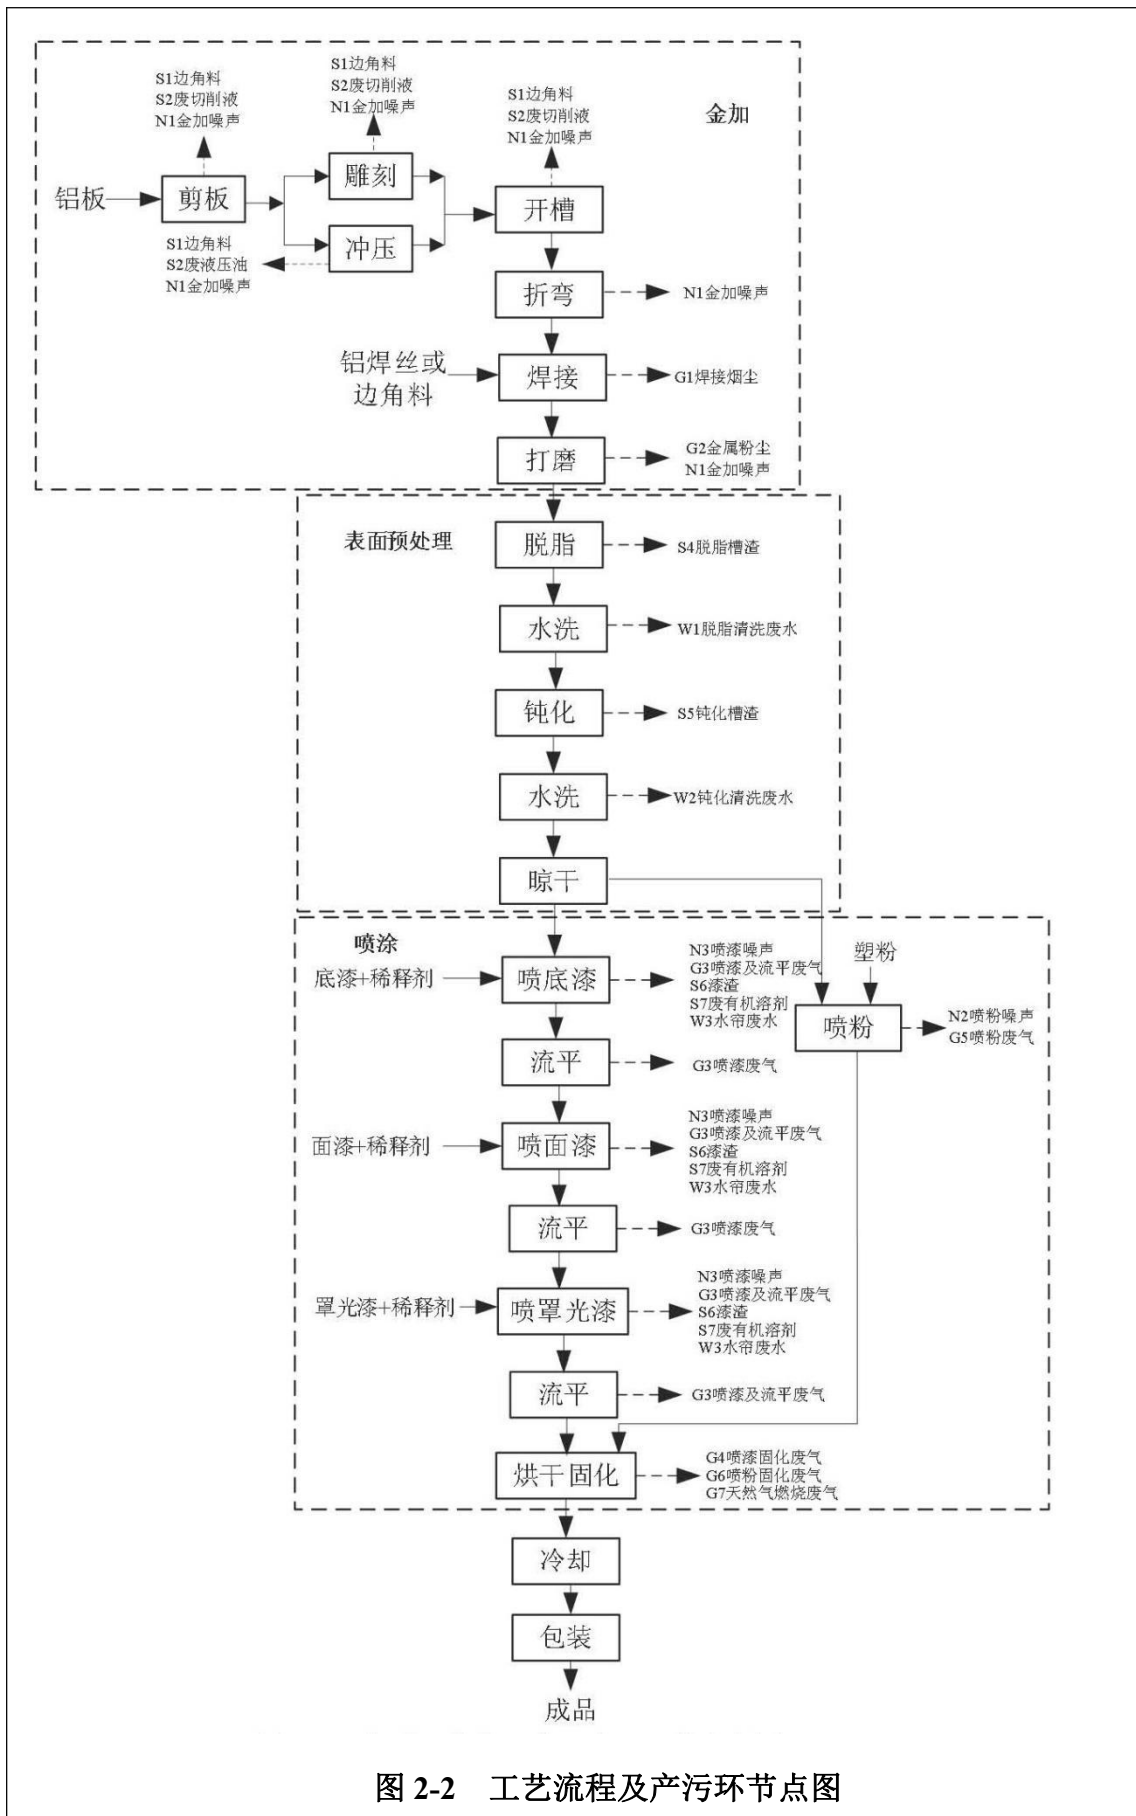 金加
S1边角料
S2废切削液
N1金加噪声
S1边角料
S2废切削液
N1金加噪声
S1边角料
S2废切削液
N1金加噪声
铝板
剪板
雕刻
冲压
开槽
S1边角料
S2废液压油
N1金加噪声
折弯
N1金加噪声
铝焊丝或
边角料
焊接
G1焊接烟尘
打磨
G2金属粉尘
N1金加噪声
表面预处理
脱脂
S4脱脂槽渣
水洗
W1脱脂清洗废水
钝化
S5钝化槽渣
水洗
W2钝化清洗废水
晾干
喷涂
底漆+稀释剂
喷底漆
N3喷漆噪声
G3喷漆及流平废气
S6漆渣
S7废有机溶剂
W3水帘废水
塑粉
喷粉
N2喷粉噪声
G5喷粉废气
流平
G3喷漆废气
面漆+稀释剂
喷面漆
N3喷漆噪声
G3喷漆及流平废气
S6漆渣
S7废有机溶剂
W3水帘废水
流平
G3喷漆废气
罩光漆+稀释剂
喷罩光漆
N3喷漆噪声
G3喷漆及流平废气
S6漆渣
S7废有机溶剂
W3水帘废水
流平
G3喷漆及流平废气
烘干固化
G4喷漆固化废气
G6喷粉固化废气
G7天然气燃烧废气
冷却
包装
成品
图 2-2 工艺流程及产污环节点图